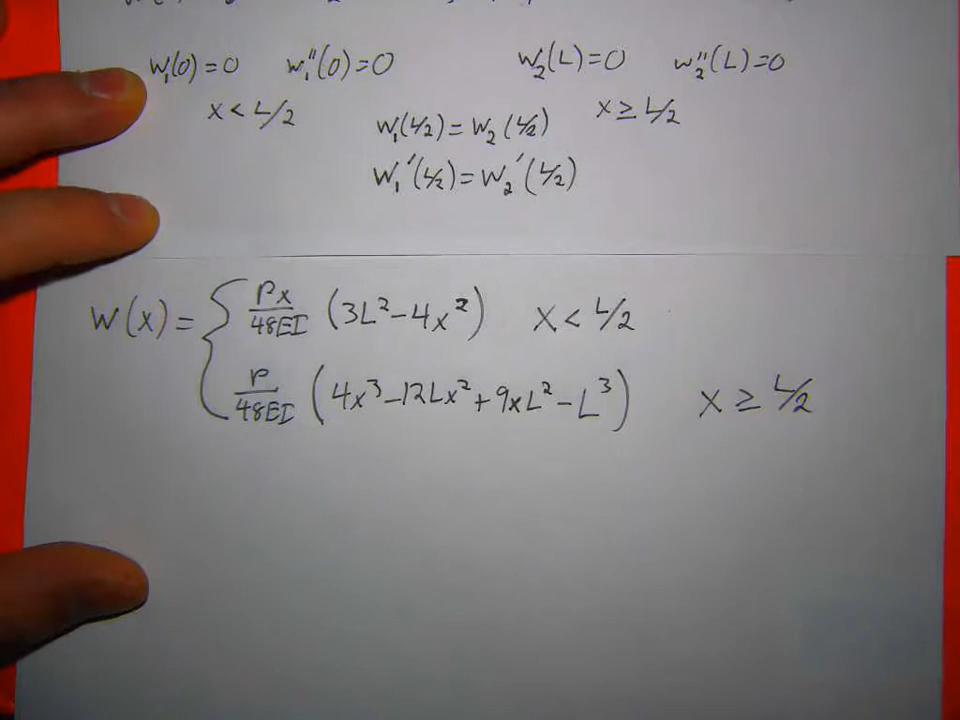 W₁(0)=0 w₁''(0)=0 w₂(L)=0 w₂''(L)=0
x < L/2 x ≥ L/2
W₁(L/2) = W₂(L/2)
W₁'(L/2) = W₂'(L/2)
W(x) = { Px/48EI (3L²-4x²) x < L/2
P/48EI (4x³-12Lx²+9xL²-L³) x ≥ L/2